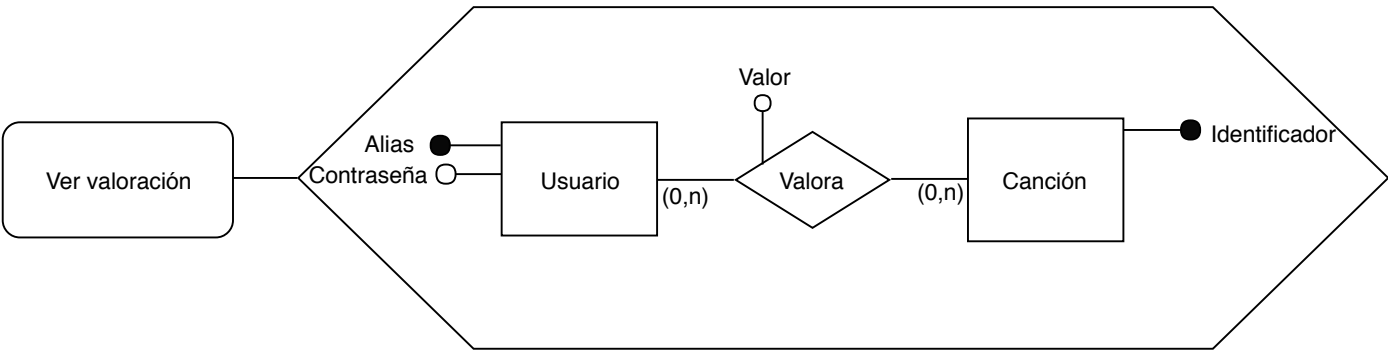 Valor
Alias
Identificador
Contraseña
Ver valoración
Usuario
Valora
Canción
(0,n)
(0,n)